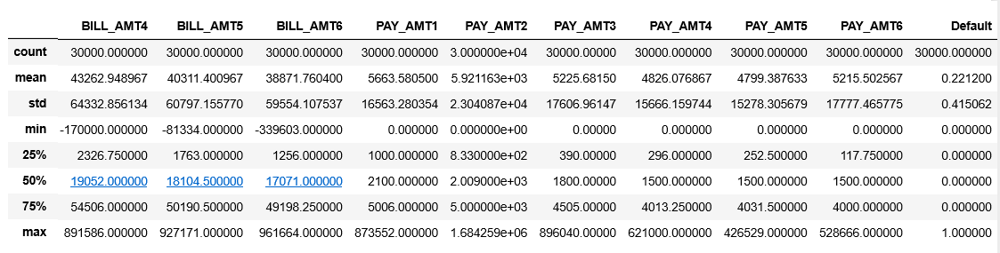 BILL_AMT4 BILL_AMT5 BILL_AMT6 PAY_AMT1 PAY_AMT2 PAY_AMT3 PAY_AMT4 PAY_AMT5 PAY_AMT6 Default
count 30000.000000 30000.000000 30000.000000 30000.000000 3.000000e+04 30000.00000 30000.000000 30000.000000 30000.000000 30000.000000
mean 43262.948967 40311.400967 38871.760400 5663.580500 5.921163e+03 5225.68150 4826.076867 4799.387633 5215.502567 0.221200
std 64332.856134 60797.155770 59554.107537 16563.280354 2.304087e+04 17606.96147 15666.159744 15278.305679 17777.465775 0.415062
min -170000.000000 -81334.000000 -339603.000000 0.000000 0.000000e+00 0.00000 0.000000 0.000000 0.000000 0.000000
25% 2326.750000 1763.000000 1256.000000 1000.000000 8.330000e+02 390.00000 296.000000 252.500000 117.750000 0.000000
50% 19052.000000 18104.500000 17071.000000 2100.000000 2.009000e+03 1800.00000 1500.000000 1500.000000 1500.000000 0.000000
75% 54506.000000 50190.500000 49198.250000 5006.000000 5.000000e+03 4505.00000 4013.250000 4031.500000 4000.000000 0.000000
max 891586.000000 927171.000000 961664.000000 873552.000000 1.684259e+06 896040.00000 621000.000000 426529.000000 528666.000000 1.000000